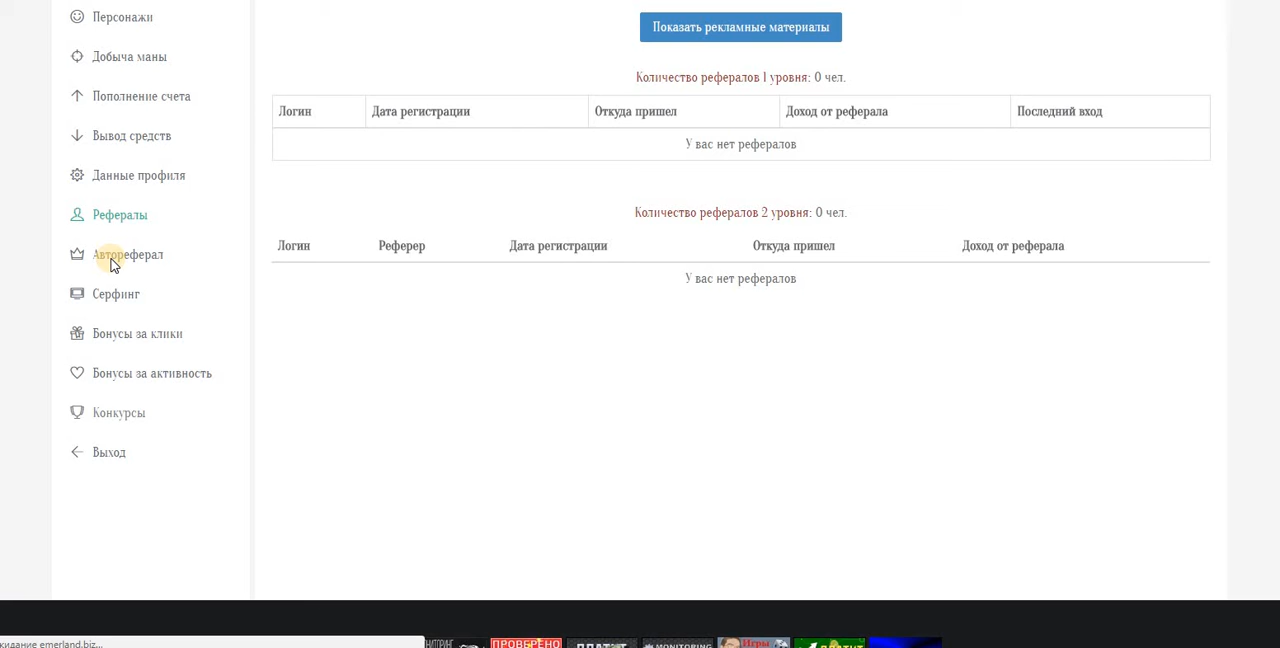 Персонажи
Добыча маны
Пополнение счета
Вывод средств
Данные профиля
Рефералы
Автореферал
Серфинг
Бонусы за клики
Бонусы за активность
Конкурсы
Выход
Показать рекламные материалы
Количество рефералов 1 уровня: 0 чел.
Логин Дата регистрации Откуда пришел Доход от реферала Последний вход
У вас нет рефералов
Количество рефералов 2 уровня: 0 чел.
Логин Реферер Дата регистрации Откуда пришел Доход от реферала
У вас нет рефералов
emerland.biz...
ПРОВЕРЕНО
MONITORING
Игры